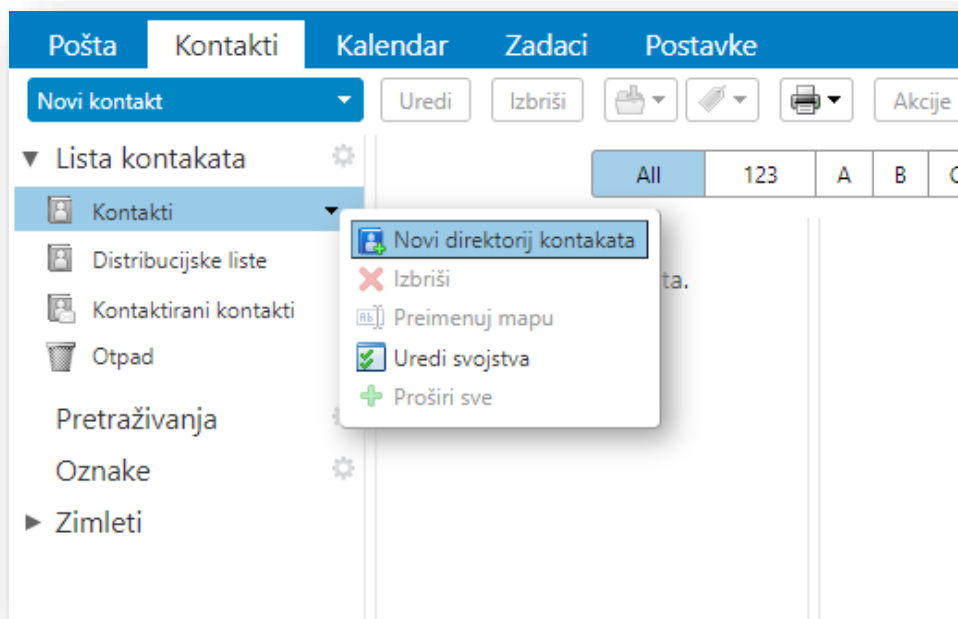 Pošta Kontakti Kalendar Zadaci Postavke
Novi kontakt Uredi Izbriši Akcije
Lista kontakata
All 123 A B
Kontakti
Novi direktorij kontakata
Distribucijske liste
Izbriši ta.
Kontaktirani kontakti
Preimenuj mapu
Otpad
Uredi svojstva
Proširi sve
Pretraživanja
Oznake
Zimleti